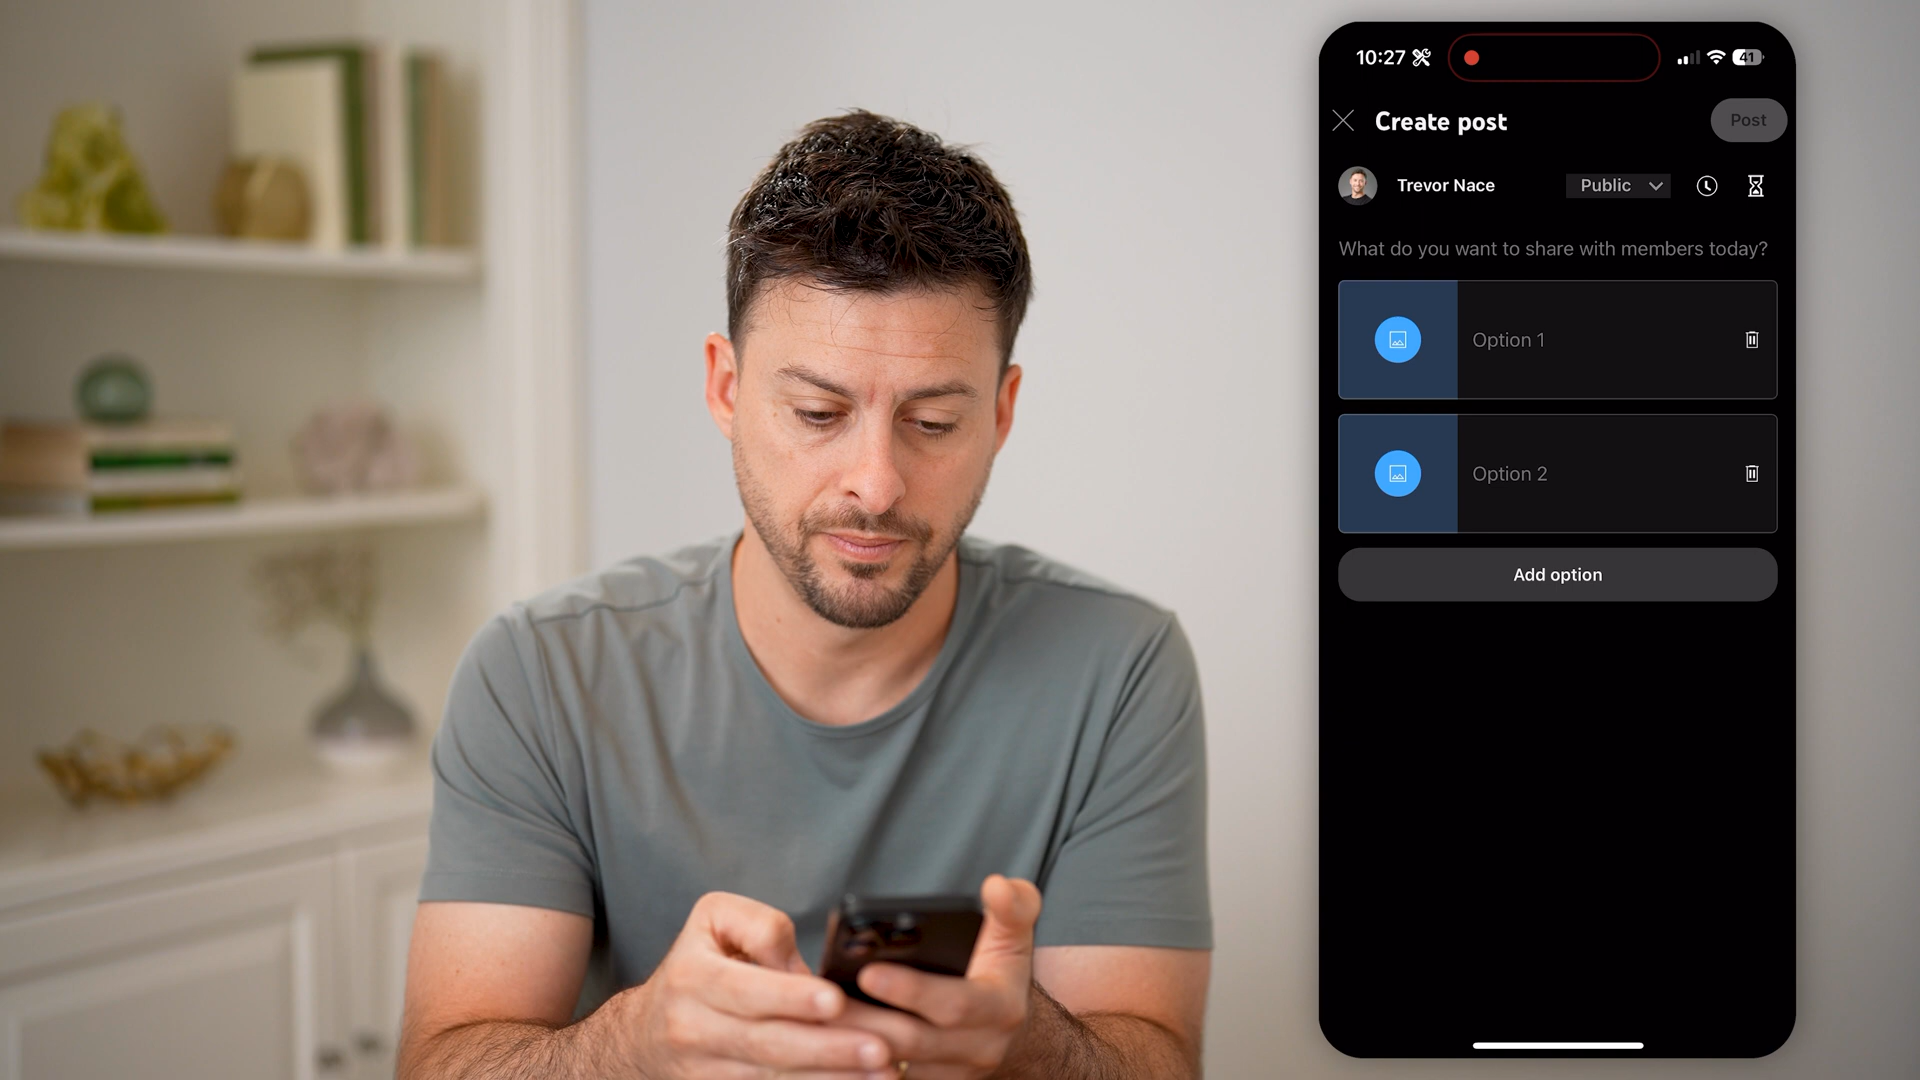 10:27
41
Create post
Post
Trevor Nace
Public
What do you want to share with members today?
Option 1
Option 2
Add option